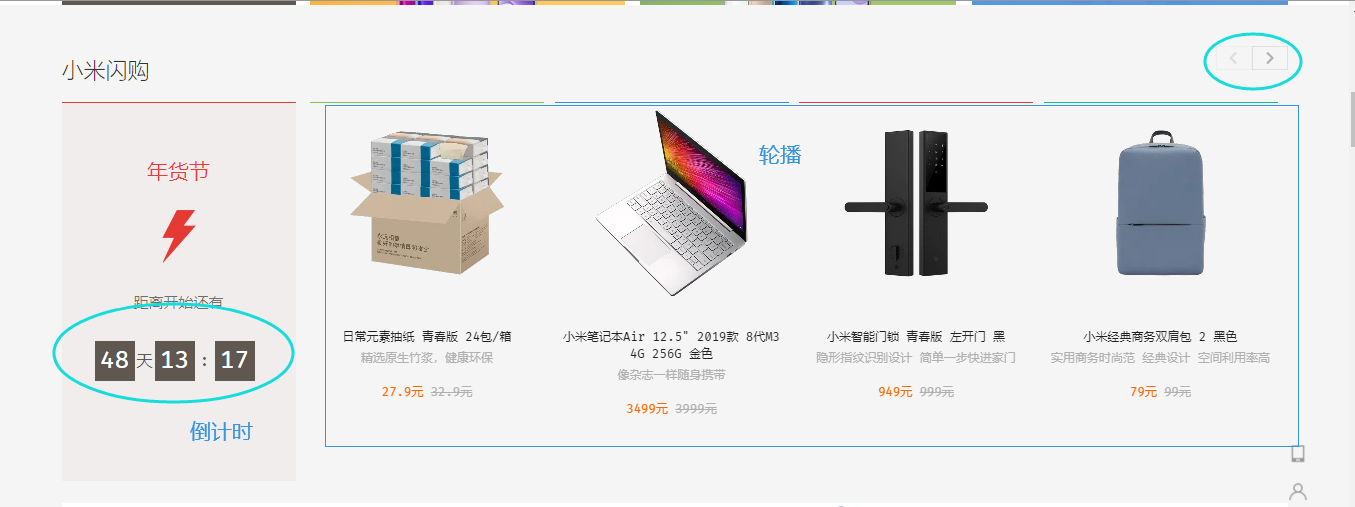 小米闪购
年货节
距离开始还有
48 天 13 : 17
倒计时
轮播
日常元素抽纸 青春版 24包/箱
精选原生竹浆，健康环保
27.9元 32.9元
小米笔记本Air 12.5" 2019款 8代M3
4G 256G 金色
像杂志一样随身携带
3499元 3999元
小米智能门锁 青春版 左开门 黑
隐形指纹识别设计 简单一步快进家门
949元 999元
小米经典商务双肩包 2 黑色
实用商务时尚范 经典设计 空间利用率高
79元 99元